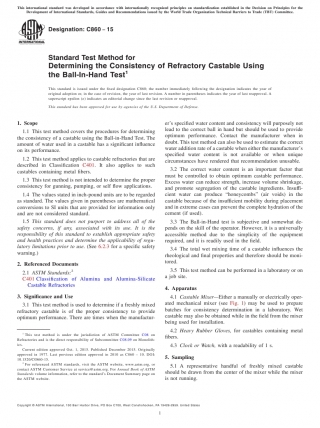 This international standard was developed in accordance with internationally recognized principles on standardization established in the Decision on Principles for the
Development of International Standards, Guides and Recommendations issued by the World Trade Organization Technical Barriers to Trade (TBT) Committee.
Designation: C860 − 15
Standard Test Method for
Determining the Consistency of Refractory Castable Using
the Ball-In-Hand Test1
This standard is issued under the fixed designation C860; the number immediately following the designation indicates the year of
original adoption or, in the case of revision, the year of last revision. A number in parentheses indicates the year of last reapproval. A
superscript epsilon (ε) indicates an editorial change since the last revision or reapproval.
This standard has been approved for use by agencies of the U.S. Department of Defense.
1. Scope
1.1 This test method covers the procedures for determining
the consistency of a castable using the Ball-in-Hand Test. The
amount of water used in a castable has a significant influence
on its performance.
1.2 This test method applies to castable refractories that are
described in Classification C401. It also applies to such
castables containing metal fibers.
1.3 This test method is not intended to determine the proper
consistency for gunning, pumping, or self flow applications.
1.4 The values stated in inch-pound units are to be regarded
as standard. The values given in parentheses are mathematical
conversions to SI units that are provided for information only
and are not considered standard.
1.5 This standard does not purport to address all of the
safety concerns, if any, associated with its use. It is the
responsibility of this standard to establish appropriate safety
and health practices and determine the applicability of regu-
latory limitations prior to use. (See 6.2.3 for a specific safety
warning.)
2. Referenced Documents
2.1 ASTM Standards:2
C401 Classification of Alumina and Alumina-Silicate
Castable Refractories
3. Significance and Use
3.1 This test method is used to determine if a freshly mixed
refractory castable is of the proper consistency to provide
optimum performance. There are times when the manufactur-
1 This test method is under the jurisdiction of ASTM Committee C08 on
Refractories and is the direct responsibility of Subcommittee C08.09 on Monolith-
ics.
Current edition approved Oct. 1, 2015. Published December 2015. Originally
approved in 1977. Last previous edition approved in 2010 as C860 –
10.1520/C0860-15.
2 For referenced ASTM standards, visit the ASTM website, www.astm.org, or
contact ASTM Customer Service at service@astm.org. For Annual Book of ASTM
Standards volume information, refer to the standard's Document Summary page on
the ASTM website.
er's specified water content and consistency will purposely not
lead to the correct ball in hand but should be used to provide
optimum performance. Contact the manufacturer when in
doubt. This test method can also be used to estimate the correct
water addition rate of a castable when either the manufacturer's
specified water content is not available or when unique
circumstances have rendered that recommendation unsuitable.
3.2 The correct water content is an important factor that
must be controlled to obtain optimum castable performance.
Excess water can reduce strength, increase volume shrinkage,
and promote segregation of the castable ingredients. Insuffi-
cient water can produce "honeycombs" (air voids) in the
castable because of the insufficient mobility during placement
and in extreme cases can prevent the complete hydration of the
cement (if used).
3.3 The Ball-In-Hand test is subjective and somewhat de-
pends on the skill of the operator. However, it is a universally
accessible method due to the simplicity of the equipment
required, and it is readily used in the field.
3.4 The total wet mixing time of a castable influences the
rheological and final properties and therefore should be moni-
tored.
3.5 This test method can be performed in a laboratory or on
a job site.
4. Apparatus
4.1 Castable Mixer—Either a manually or electrically oper-
ated mechanical mixer (see Fig. 1) may be used to prepare
batches for consistency determination in a laboratory. Wet
castable may also be obtained while in the field from the mixer
being used for installation.
4.2 Heavy Rubber Gloves, for castables containing metal
fibers.
4.3 Clock or Watch, with a readability of 1 s.
5. Sampling
5.1 A representative handful of freshly mixed castable
should be drawn from the center of the mixer while the mixer
is not running.
Copyright © ASTM International, 100 Barr Harbor Drive, PO Box C700, West Conshohocken, PA 19428-2959. United States
1